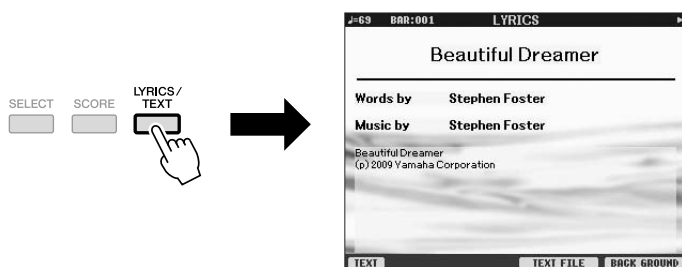 SELECT
SCORE
LYRICS/
TEXT
♩=69 BAR:001 LYRICS
Beautiful Dreamer
Words by Stephen Foster
Music by Stephen Foster
Beautiful Dreamer
(p) 2009 Yamaha Corporation
TEXT TEXT FILE BACK GROUND